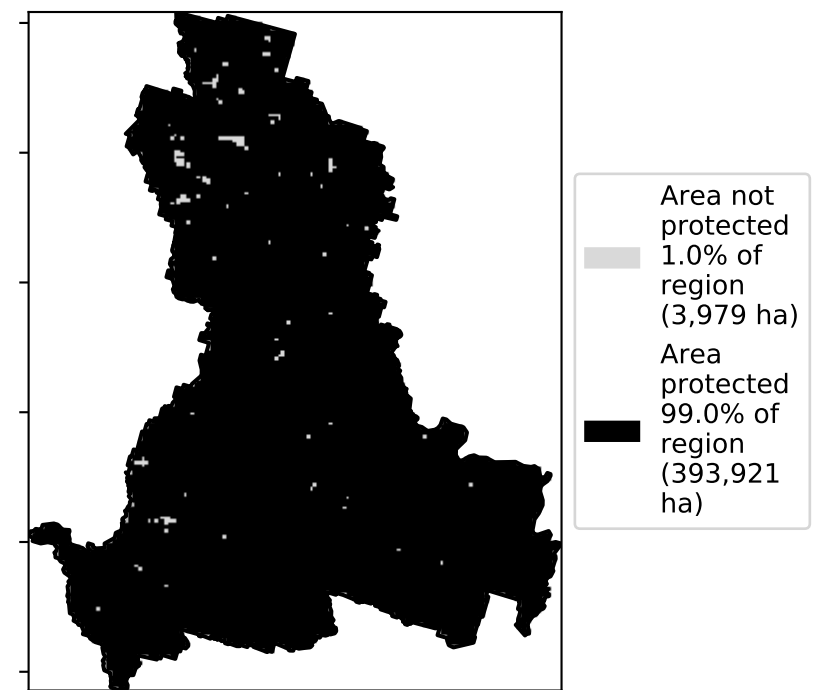 Area not
protected
1.0% of
region
(3,979 ha)
Area
protected
99.0% of
region
(393,921
ha)